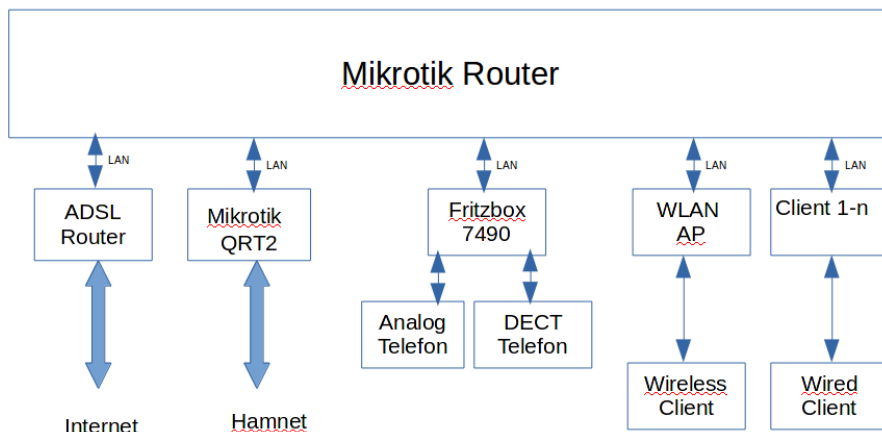 Mikrotik Router
LAN
LAN
LAN
LAN
LAN
ADSL
Router
Mikrotik
QRT2
Fritzbox
7490
WLAN
AP
Client 1-n
Analog
Telefon
DECT
Telefon
Wireless
Client
Wired
Client
Internet
Hamnet